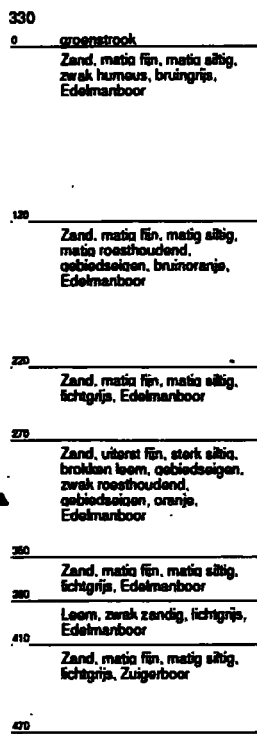 330
0 groenstrook
Zand, matig fijn, matig siltig,
zwak humeus, bruingrijs,
Edelmanboor
120
Zand, matig fijn, matig siltig,
matig roesthoudend,
gebiedseigen, bruinoranje,
Edelmanboor
220
Zand, matig fijn, matig siltig,
lichtgrijs, Edelmanboor
270
Zand, uiterst fijn, sterk siltig,
brokken leem, gebiedseigen,
zwak roesthoudend,
gebiedseigen, oranje,
Edelmanboor
350
Zand, matig fijn, matig siltig,
lichtgrijs, Edelmanboor
380
Leem, zwak zandig, lichtgrijs,
Edelmanboor
410
Zand, matig fijn, matig siltig,
lichtgrijs, Zuigerboor
470